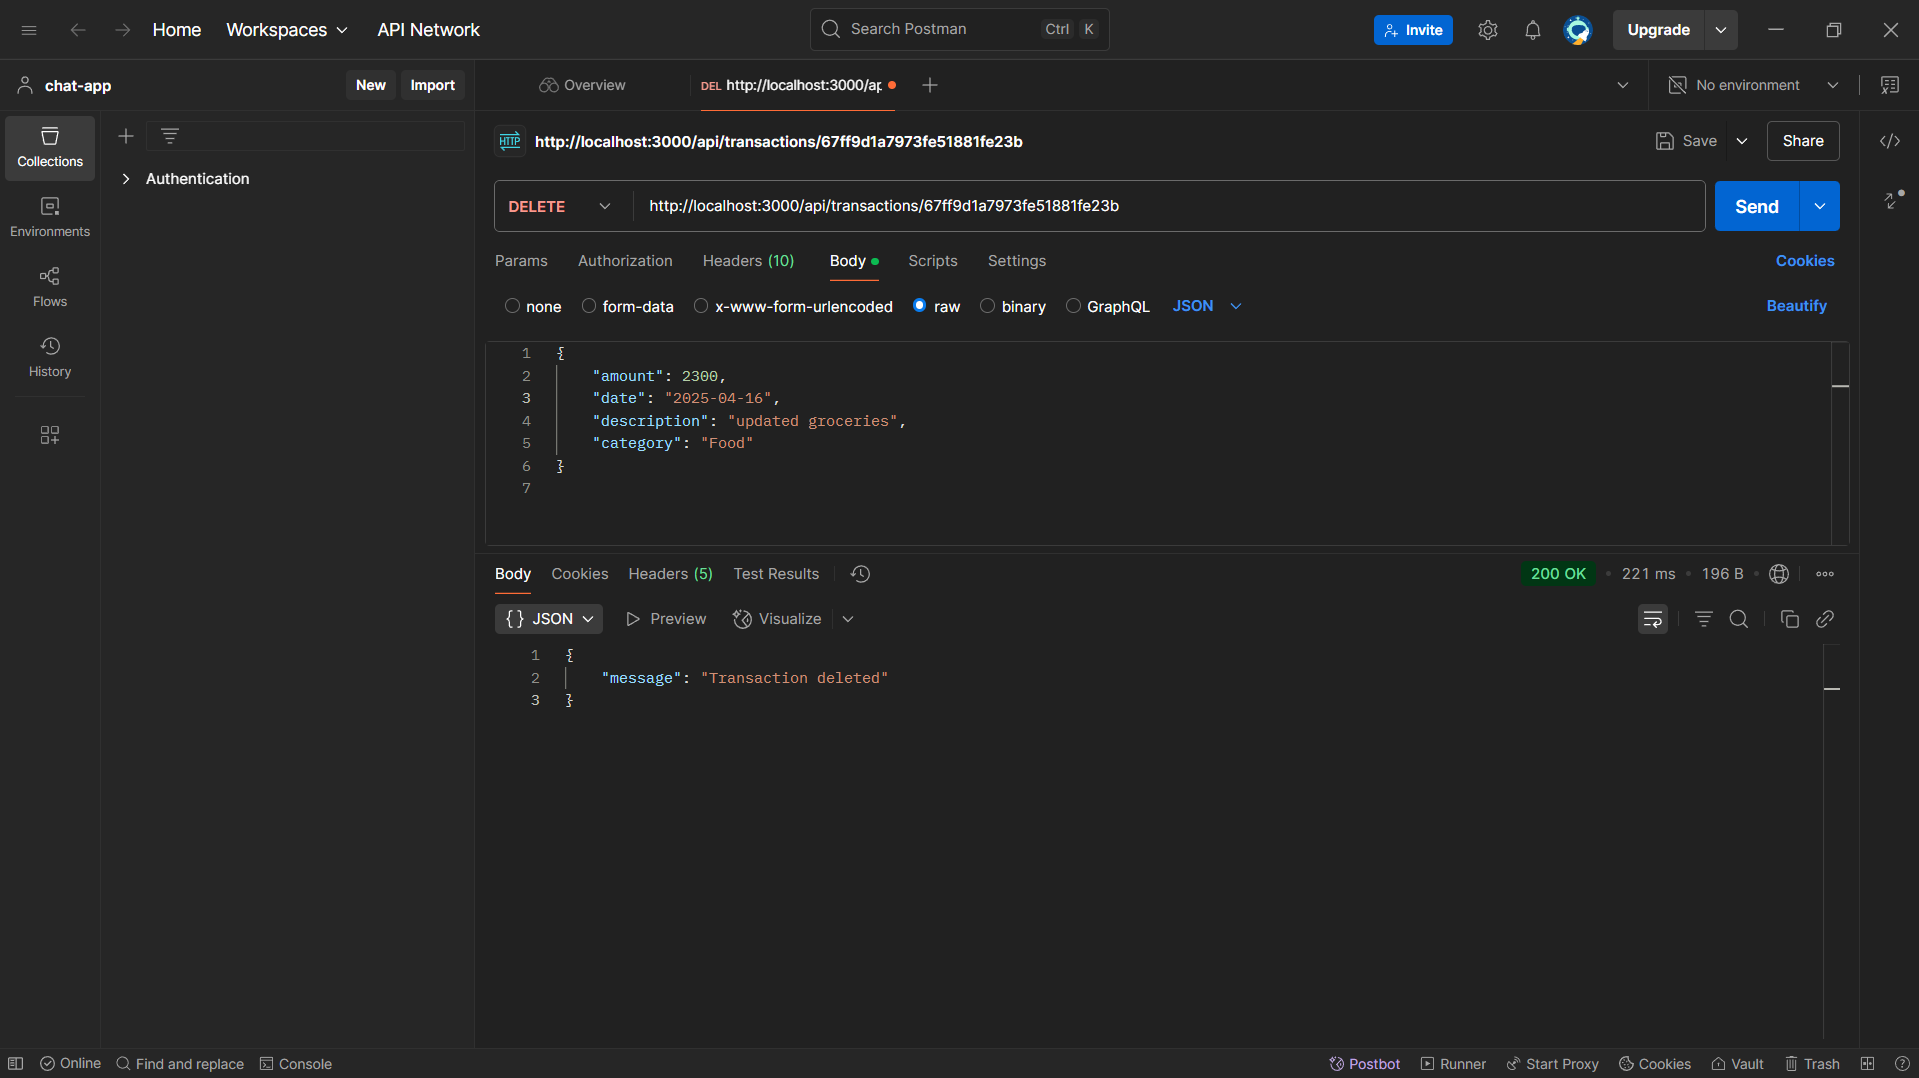 Home Workspaces API Network Search Postman Ctrl K Invite Upgrade
chat-app New Import Overview DEL http://localhost:3000/ap No environment
Collections
Environments
Flows
History
Authentication
HTTP http://localhost:3000/api/transactions/67ff9d1a7973fe51881fe23b Save Share
DELETE http://localhost:3000/api/transactions/67ff9d1a7973fe51881fe23b Send
Params Authorization Headers (10) Body Scripts Settings Cookies
none form-data x-www-form-urlencoded raw binary GraphQL JSON Beautify
1 {
2 "amount": 2300,
3 "date": "2025-04-16",
4 "description": "updated groceries",
5 "category": "Food"
6 }
7
Body Cookies Headers (5) Test Results 200 OK • 221 ms • 196 B •
{} JSON Preview Visualize
1 {
2 "message": "Transaction deleted"
3 }
Online Find and replace Console Postbot Runner Start Proxy Cookies Vault Trash